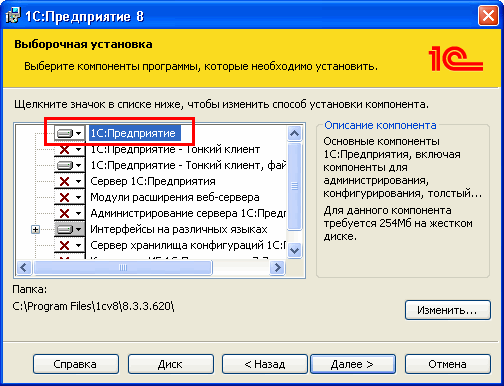 1С:Предприятие 8
Выборочная установка
Выберите компоненты программы, которые необходимо установить.
1С
Щелкните значок в списке ниже, чтобы изменить способ установки компонента.
1С:Предприятие
1С:Предприятие - Тонкий клиент
1С:Предприятие - Тонкий клиент, фай
Сервер 1С:Предприятия
Модули расширения веб-сервера
Администрирование сервера 1С:Предп
Интерфейсы на различных языках
Сервер хранилища конфигураций 1С:П
Описание компонента
Основные компоненты
1С:Предприятия, включая
компоненты для
администрирования,
конфигурирования, толстый...
Для данного компонента
требуется 254Мб на жестком
диске.
Папка:
C:\Program Files\1cv8\8.3.3.620\
Изменить...
Справка
Диск
< Назад
Далее >
Отмена